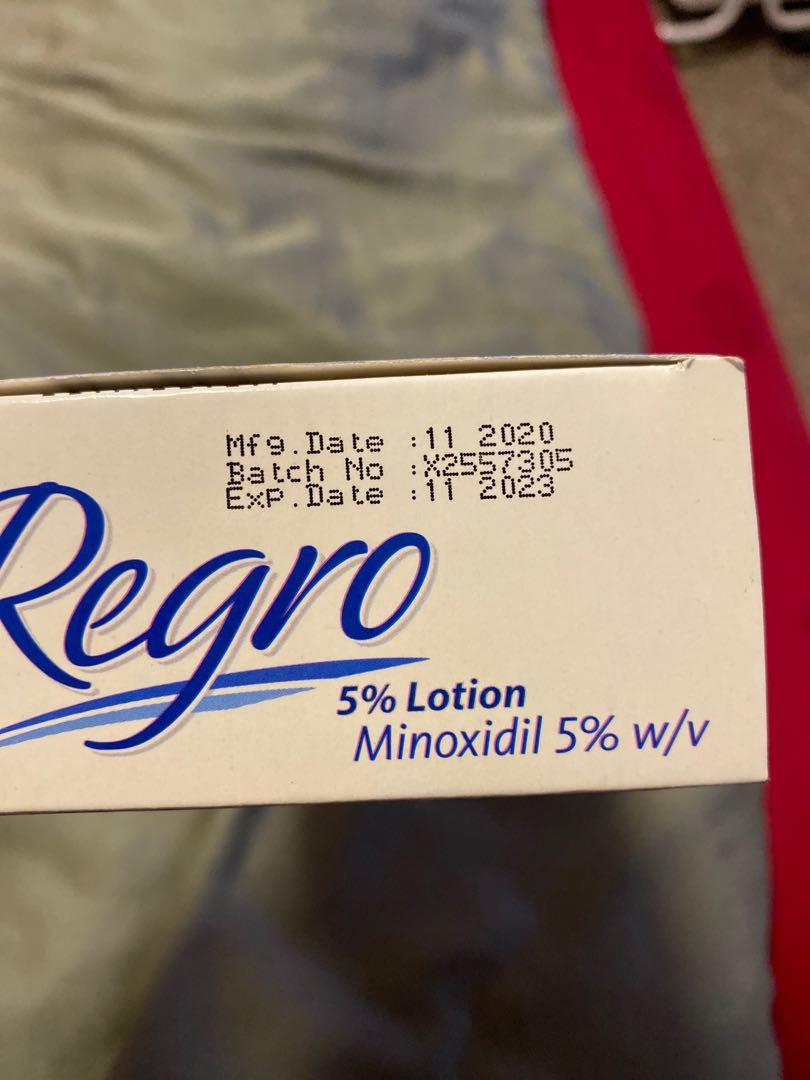 Mfg.Date :11 2020
Batch No :X2557305
Exp.Date :11 2023
Regro
5% Lotion
Minoxidil 5% w/v